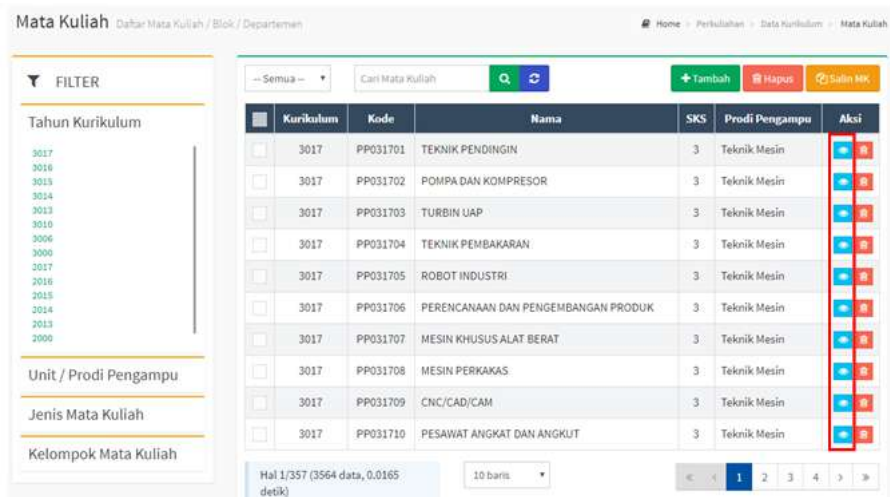 Mata Kuliah Daftar Mata Kuliah / Blok / Departemen
Home > Perkuliahan > Data Kurikulum > Mata Kuliah
FILTER
Tahun Kurikulum
3017
3016
3015
3014
3013
3010
3006
3000
2017
2016
2015
2014
2013
2000
Unit / Prodi Pengampu
Jenis Mata Kuliah
Kelompok Mata Kuliah
-- Semua -- Cari Mata Kuliah Tambah Hapus Salin MK
Kurikulum Kode Nama SKS Prodi Pengampu Aksi
3017 PP031701 TEKNIK PENDINGIN 3 Teknik Mesin
3017 PP031702 POMPA DAN KOMPRESOR 3 Teknik Mesin
3017 PP031703 TURBIN UAP 3 Teknik Mesin
3017 PP031704 TEKNIK PEMBAKARAN 3 Teknik Mesin
3017 PP031705 ROBOT INDUSTRI 3 Teknik Mesin
3017 PP031706 PERENCANAAN DAN PENGEMBANGAN PRODUK 3 Teknik Mesin
3017 PP031707 MESIN KHUSUS ALAT BERAT 3 Teknik Mesin
3017 PP031708 MESIN PERKAKAS 3 Teknik Mesin
3017 PP031709 CNC/CAD/CAM 3 Teknik Mesin
3017 PP031710 PESAWAT ANGKAT DAN ANGKUT 3 Teknik Mesin
Hal 1/357 (3564 data, 0.0165
detik)
10 baris
« ‹ 1 2 3 4 › »